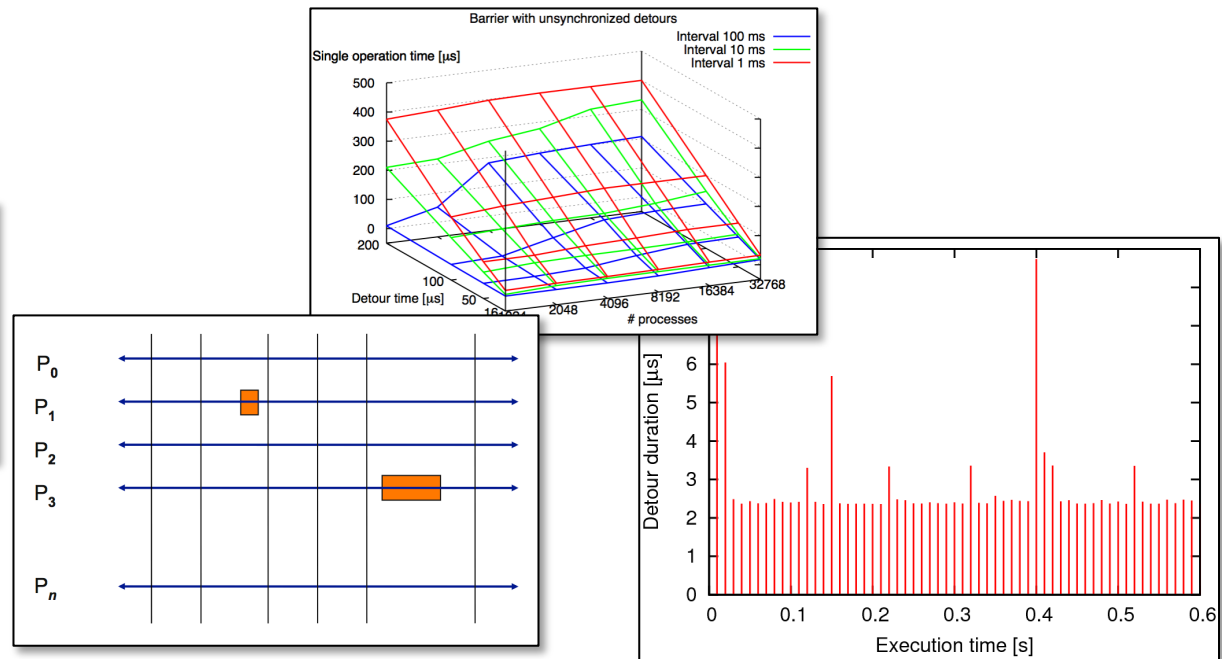 Barrier with unsynchronized detours
Interval 100 ms
Interval 10 ms
Interval 1 ms
Single operation time [µs]
500
400
300
200
100
0
200
100
50
16
Detour time [µs]
2048
4096
8192
16384
32768
# processes
P0
P1
P2
P3
Pn
Detour duration [µs]
6
5
4
3
2
1
0
0 0.1 0.2 0.3 0.4 0.5 0.6
Execution time [s]